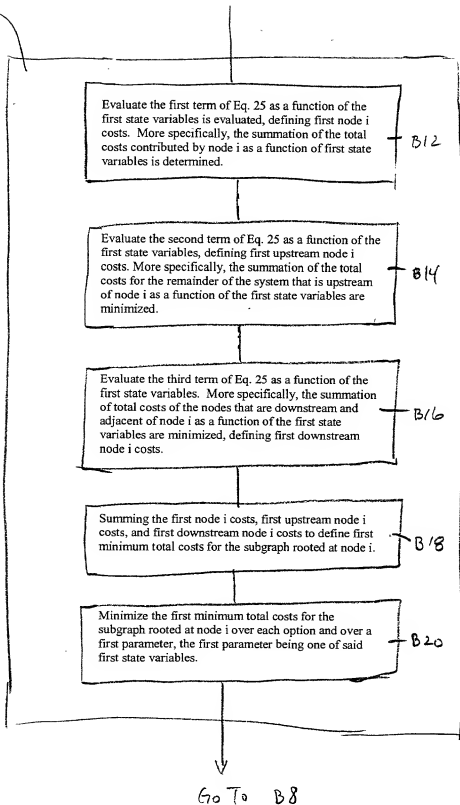 Evaluate the first term of Eq. 25 as a function of the
first state variables is evaluated, defining first node i
costs. More specifically, the summation of the total
costs contributed by node i as a function of first state
variables is determined.
B12
Evaluate the second term of Eq. 25 as a function of the
first state variables, defining first upstream node i
costs. More specifically, the summation of the total
costs for the remainder of the system that is upstream
of node i as a function of the first state variables are
minimized.
B14
Evaluate the third term of Eq. 25 as a function of the
first state variables. More specifically, the summation
of total costs of the nodes that are downstream and
adjacent of node i as a function of the first state
variables are minimized, defining first downstream
node i costs.
B16
Summing the first node i costs, first upstream node i
costs, and first downstream node i costs to define first
minimum total costs for the subgraph rooted at node i.
B18
Minimize the first minimum total costs for the
subgraph rooted at node i over each option and over a
first parameter, the first parameter being one of said
first state variables.
B20
Go To B8